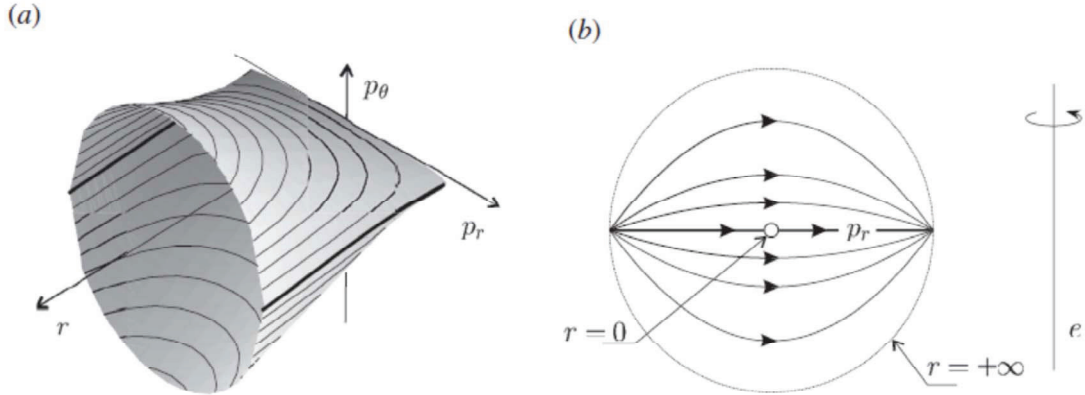 (a)
(b)
p_θ
p_r
r
p_r
r = 0
r = +∞
e